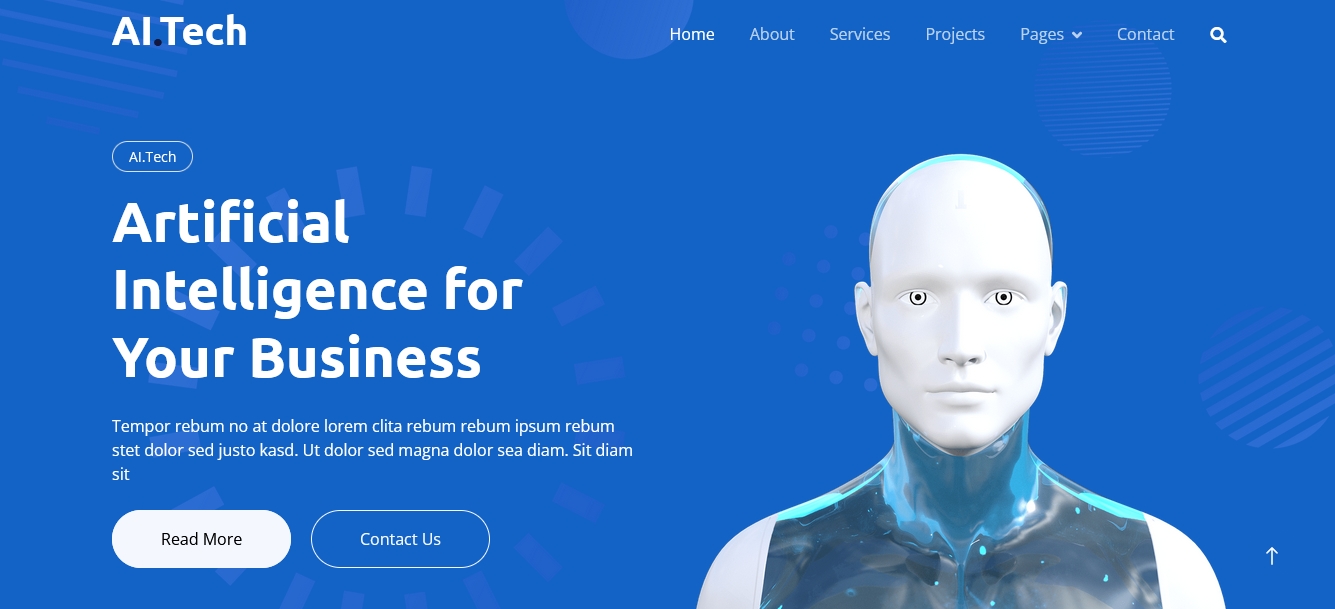 AI.Tech
Home About Services Projects Pages Contact
AI.Tech
Artificial
Intelligence for
Your Business
Tempor rebum no at dolore lorem clita rebum rebum ipsum rebum
stet dolor sed justo kasd. Ut dolor sed magna dolor sea diam. Sit diam
sit
Read More
Contact Us